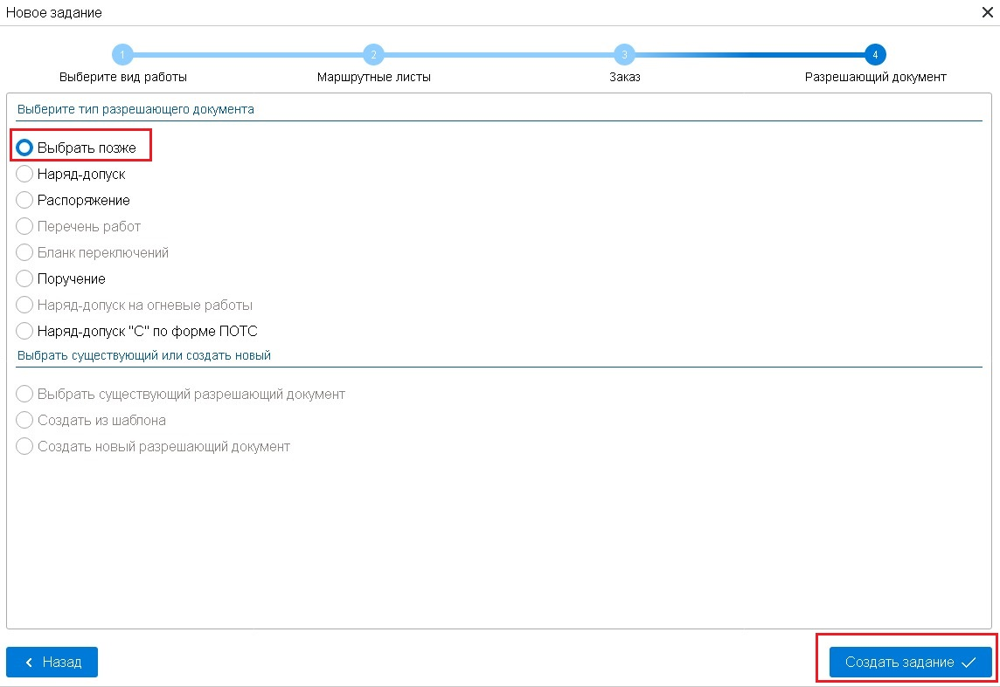 Новое задание
1 2 3 4
Выберите вид работы Маршрутные листы Заказ Разрешающий документ
Выберите тип разрешающего документа
Выбрать позже
Наряд-допуск
Распоряжение
Перечень работ
Бланк переключений
Поручение
Наряд-допуск на огневые работы
Наряд-допуск "С" по форме ПОТС
Выбрать существующий или создать новый
Выбрать существующий разрешающий документ
Создать из шаблона
Создать новый разрешающий документ
Назад
Создать задание